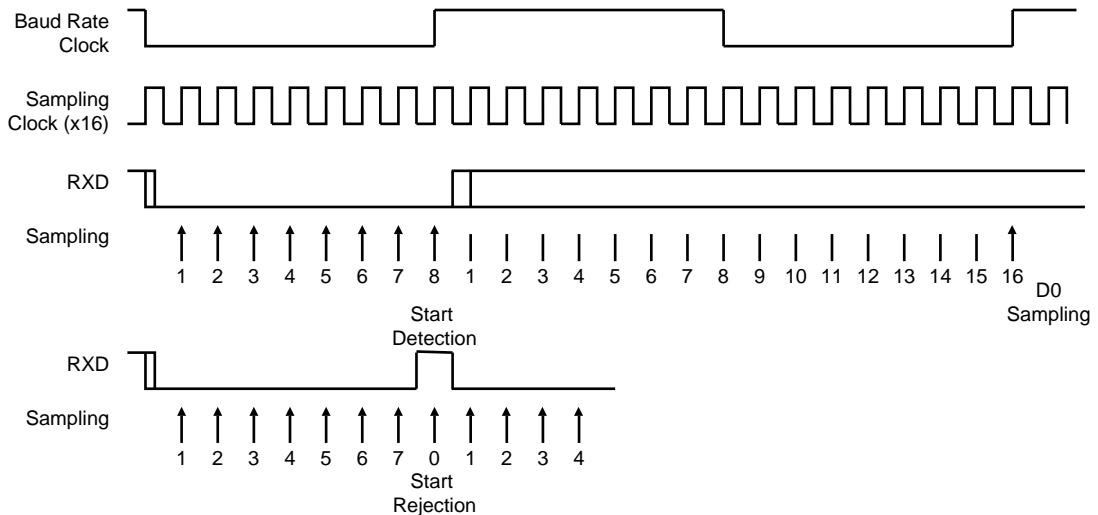 Baud Rate
Clock
Sampling
Clock (x16)
RXD
Sampling
1 2 3 4 5 6 7 8 1 2 3 4 5 6 7 8 9 10 11 12 13 14 15 16
D0
Sampling
Start
Detection
RXD
Sampling
1 2 3 4 5 6 7 0 1 2 3 4
Start
Rejection